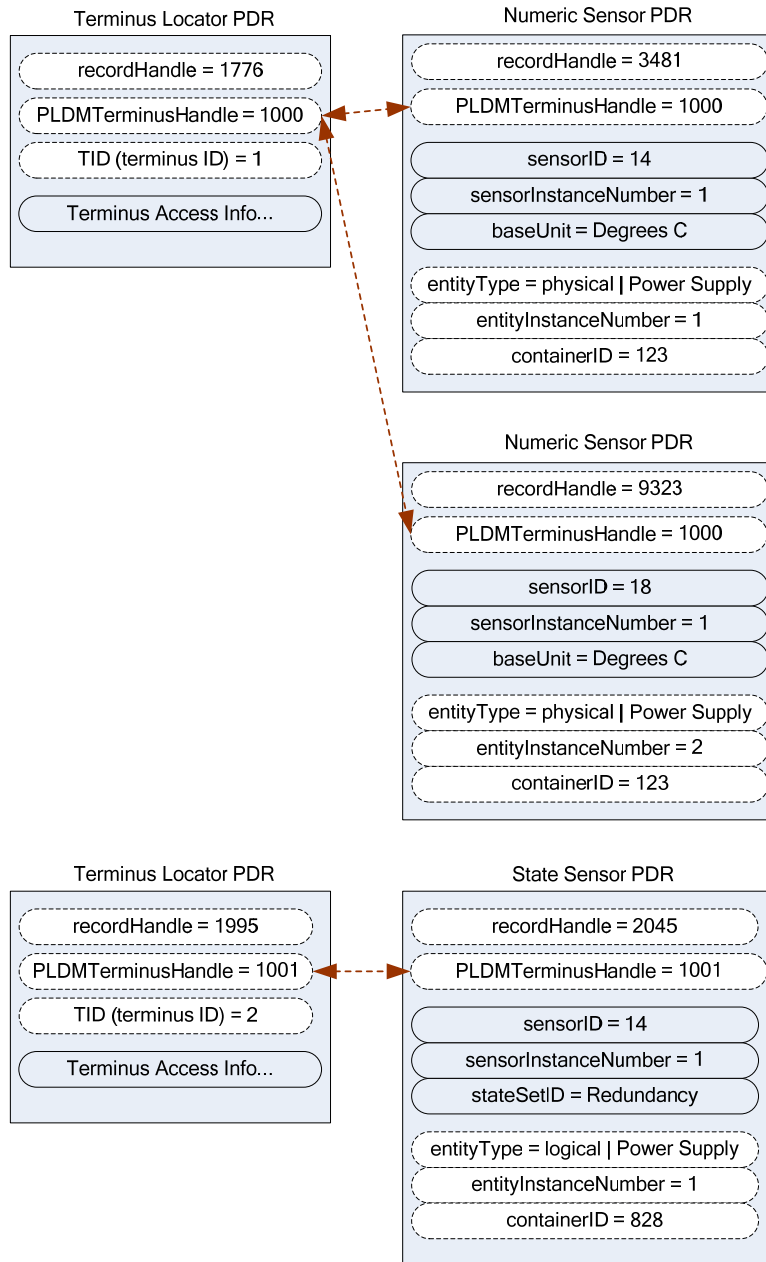 Terminus Locator PDR
recordHandle = 1776
PLDMTerminusHandle = 1000
TID (terminus ID) = 1
Terminus Access Info...
Numeric Sensor PDR
recordHandle = 3481
PLDMTerminusHandle = 1000
sensorID = 14
sensorInstanceNumber = 1
baseUnit = Degrees C
entityType = physical | Power Supply
entityInstanceNumber = 1
containerID = 123
Numeric Sensor PDR
recordHandle = 9323
PLDMTerminusHandle = 1000
sensorID = 18
sensorInstanceNumber = 1
baseUnit = Degrees C
entityType = physical | Power Supply
entityInstanceNumber = 2
containerID = 123
Terminus Locator PDR
recordHandle = 1995
PLDMTerminusHandle = 1001
TID (terminus ID) = 2
Terminus Access Info...
State Sensor PDR
recordHandle = 2045
PLDMTerminusHandle = 1001
sensorID = 14
sensorInstanceNumber = 1
stateSetID = Redundancy
entityType = logical | Power Supply
entityInstanceNumber = 1
containerID = 828